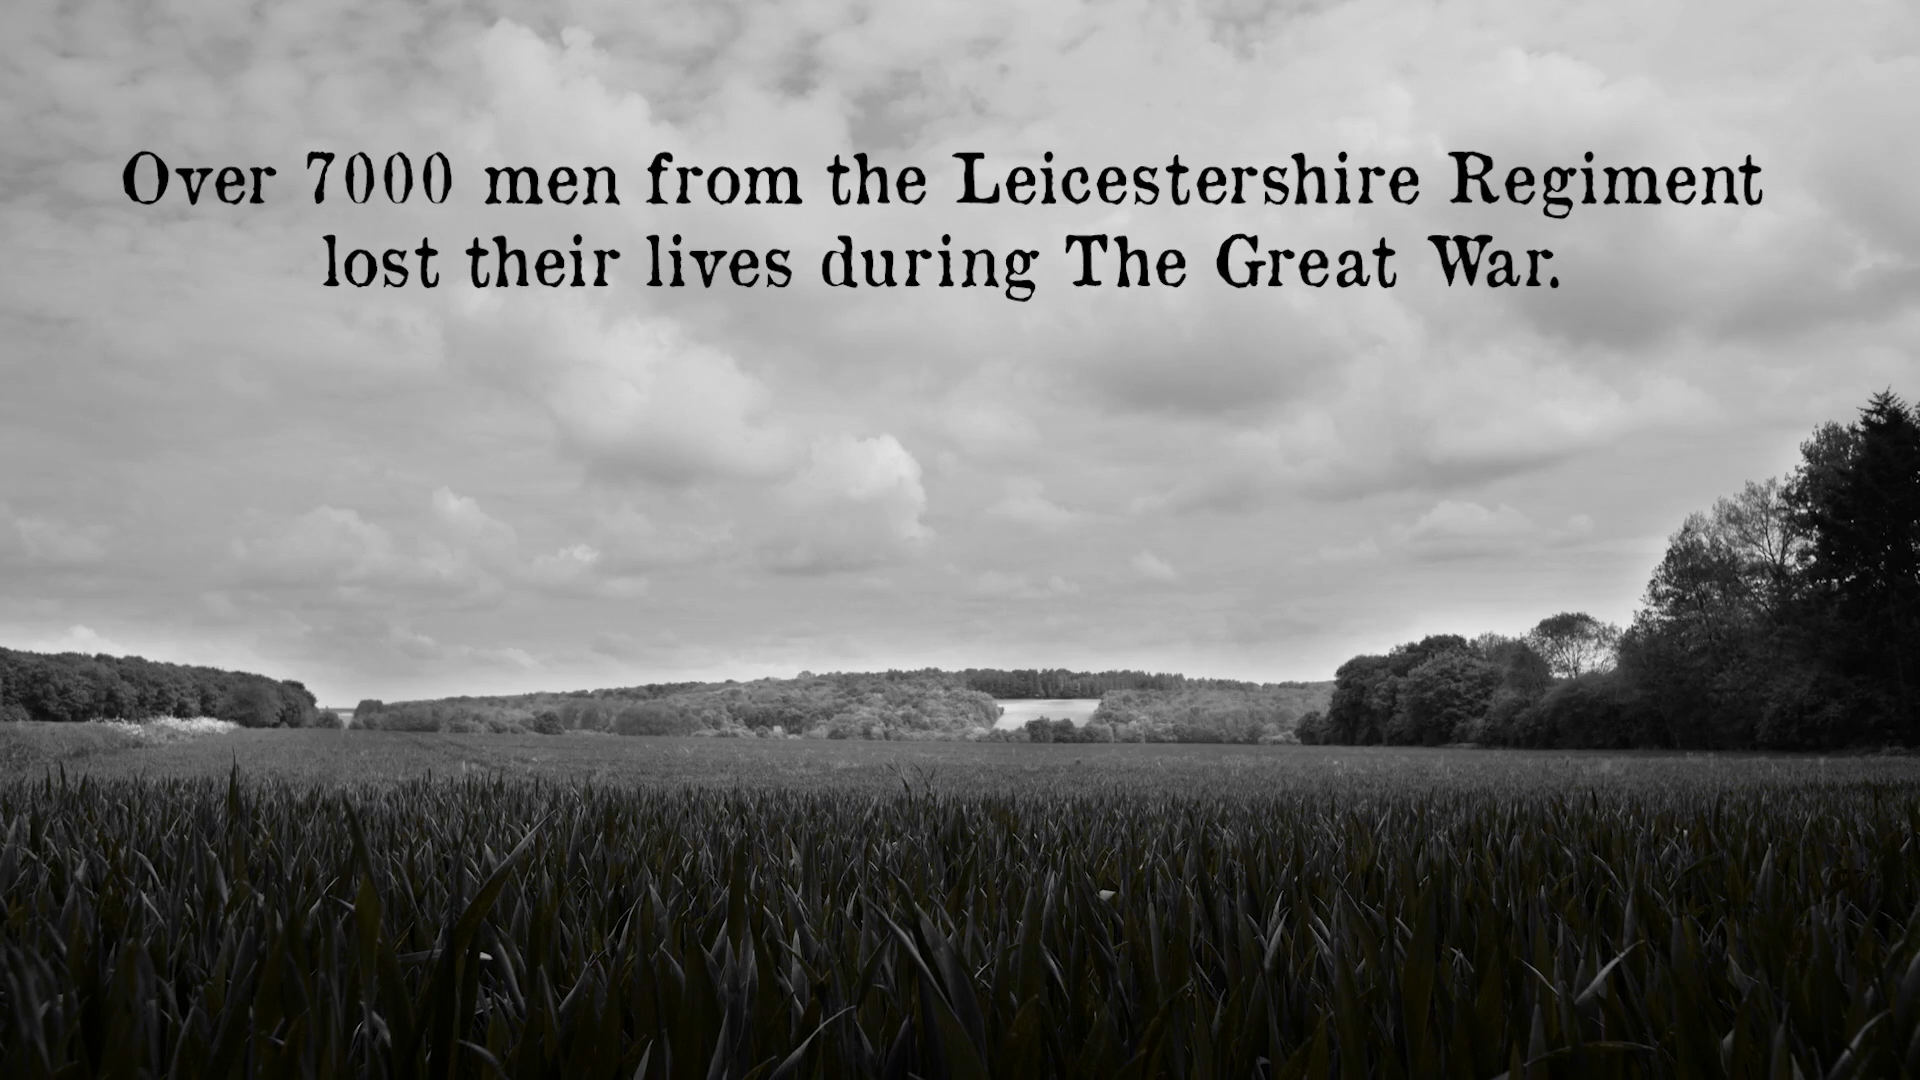 Over 7000 men from the Leicestershire Regiment
lost their lives during The Great War.